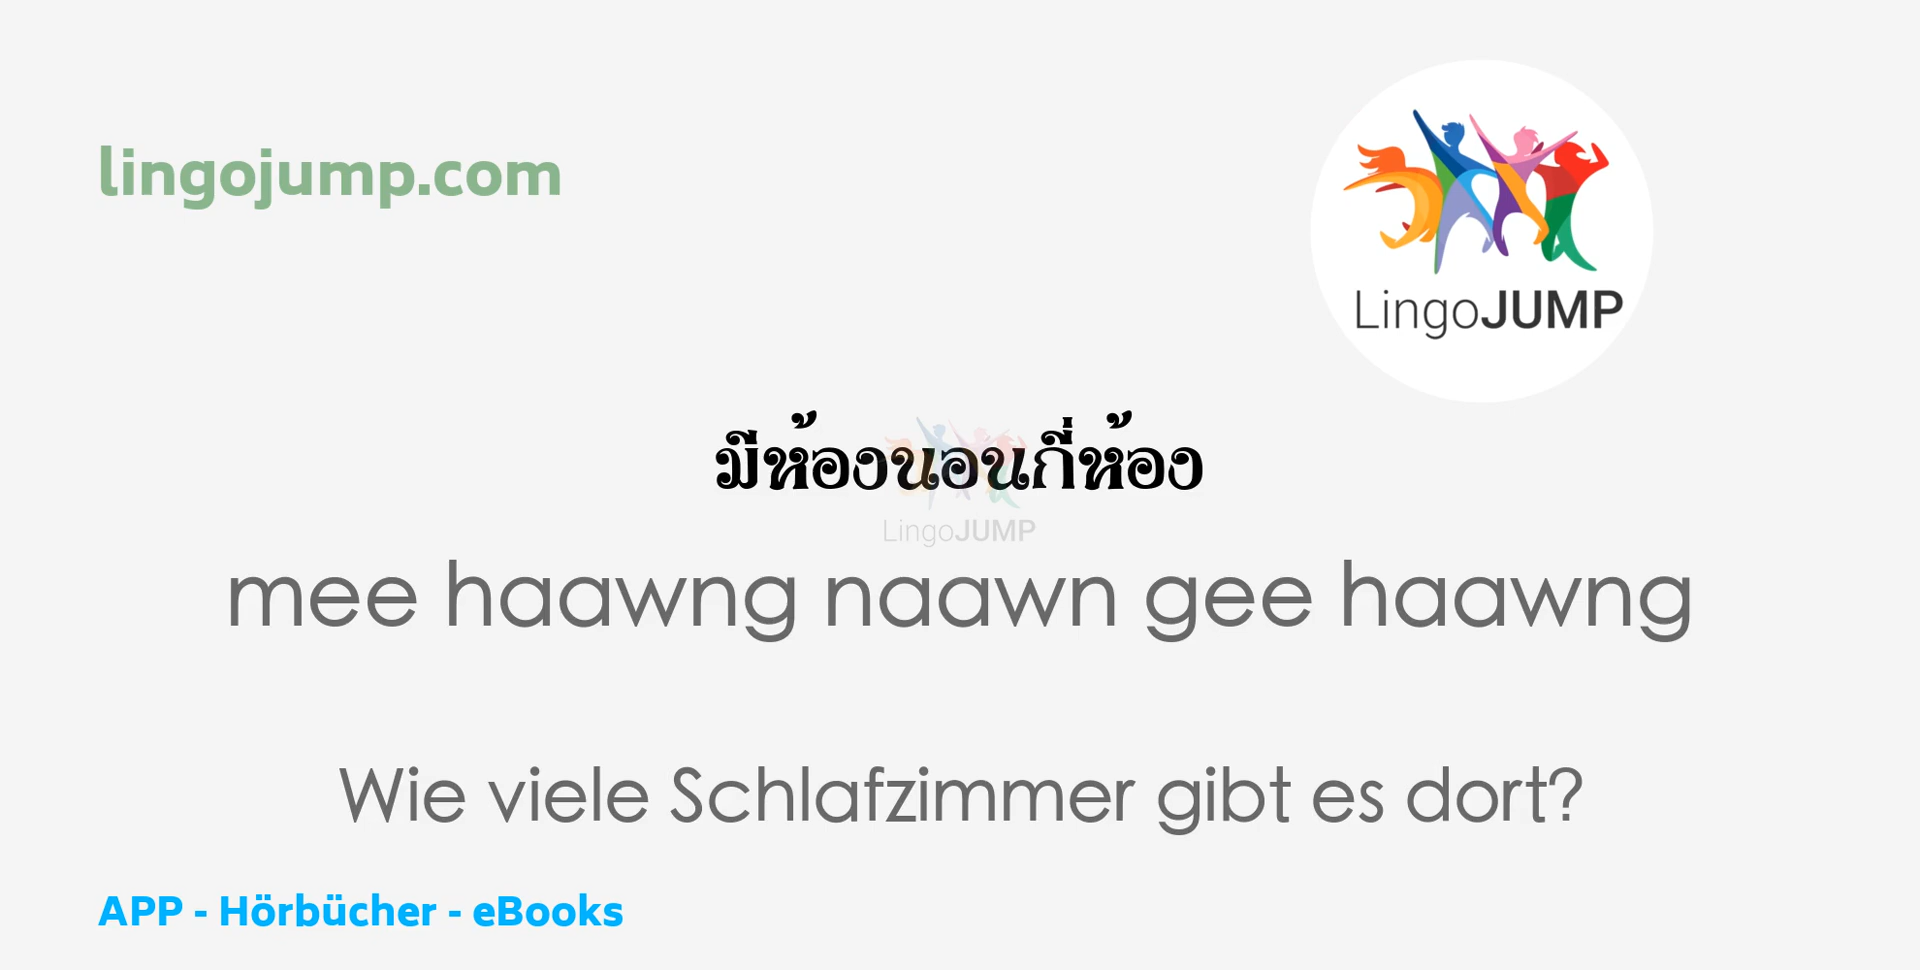 lingojump.com
LingoJUMP
มีห้องนอนกี่ห้อง
LingoJUMP
mee haawng naawn gee haawng
Wie viele Schlafzimmer gibt es dort?
APP - Hörbücher - eBooks